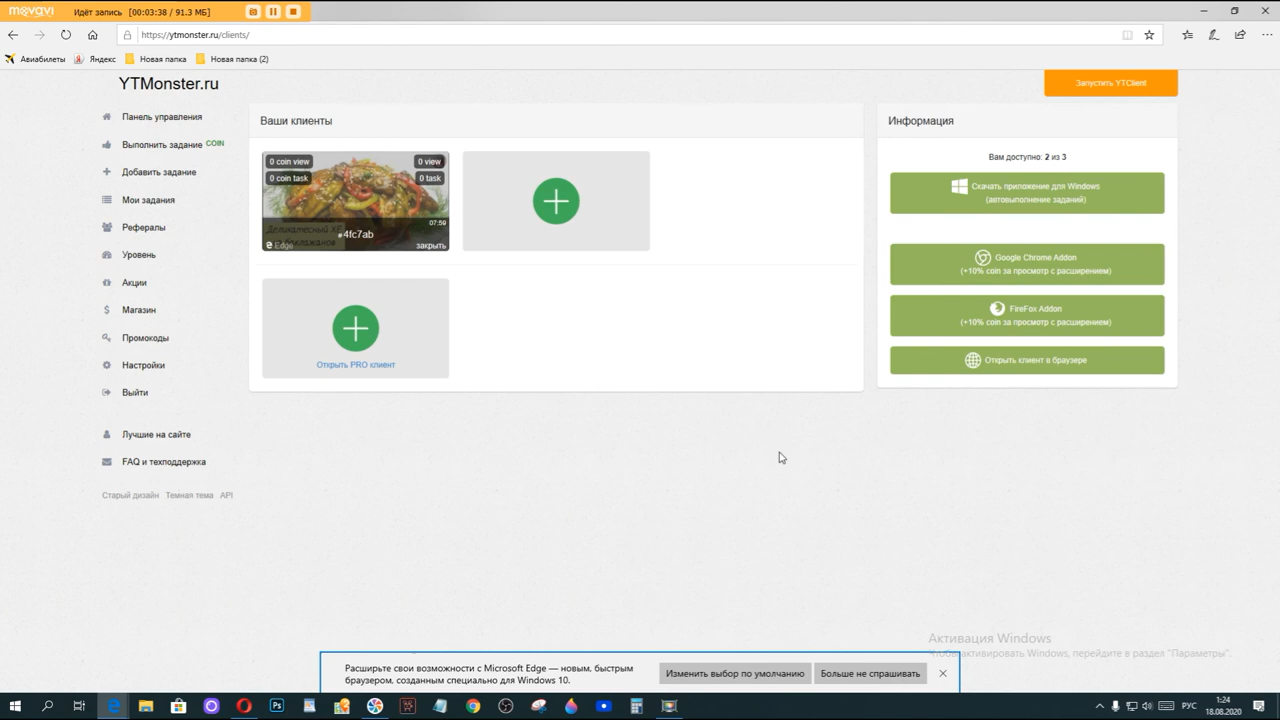 movavi Идёт запись [00:03:38 / 91.3 МБ]
https://ytmonster.ru/clients/
Авиабилеты Яндекс Новая папка Новая папка (2)
YTMonster.ru
Запустить YTClient
Панель управления
Выполнить задание COIN
Добавить задание
Мои задания
Рефералы
Уровень
Акции
Магазин
Промокоды
Настройки
Выйти
Лучшие на сайте
FAQ и техподдержка
Старый дизайн Темная тема API
Ваши клиенты
0 coin view 0 view
0 coin task 0 task
07:59
#4fc7ab
Edge закрыть
Открыть PRO клиент
Информация
Вам доступно: 2 из 3
Скачать приложение для Windows
(автовыполнение заданий)
Google Chrome Addon
(+10% coin за просмотр с расширением)
FireFox Addon
(+10% coin за просмотр с расширением)
Открыть клиент в браузере
Активация Windows
Чтобы активировать Windows, перейдите в раздел "Параметры".
Расширьте свои возможности с Microsoft Edge — новым, быстрым
браузером, созданным специально для Windows 10.
Изменить выбор по умолчанию Больше не спрашивать
РУС
1:24
18.08.2020